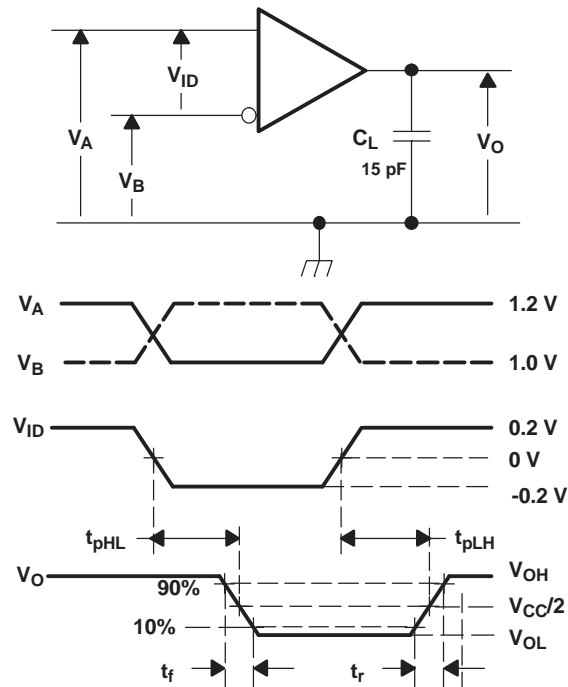 V_ID
V_A
V_B
C_L
15 pF
V_O
V_A
1.2 V
V_B
1.0 V
V_ID
0.2 V
0 V
-0.2 V
t_pHL
t_pLH
V_O
V_OH
90%
V_CC/2
10%
V_OL
t_f
t_r